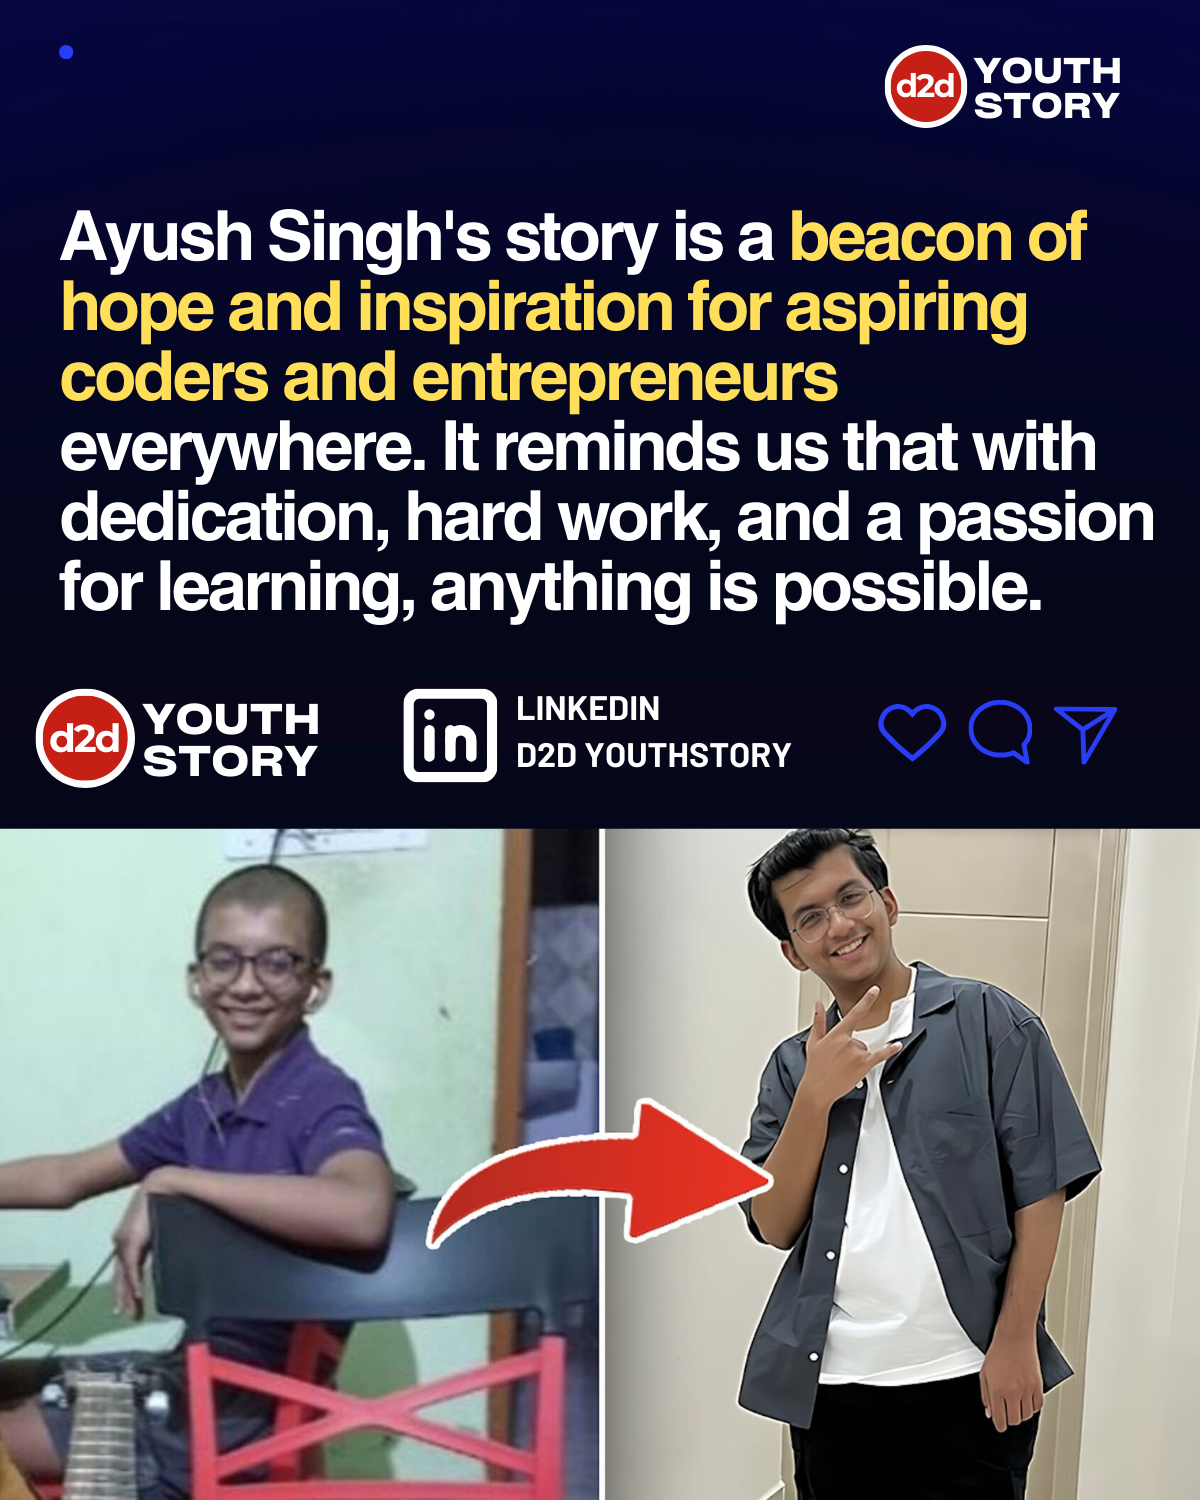 d2d YOUTH
STORY
Ayush Singh's story is a beacon of
hope and inspiration for aspiring
coders and entrepreneurs
everywhere. It reminds us that with
dedication, hard work, and a passion
for learning, anything is possible.
d2d YOUTH
STORY
in LINKEDIN
D2D YOUTHSTORY